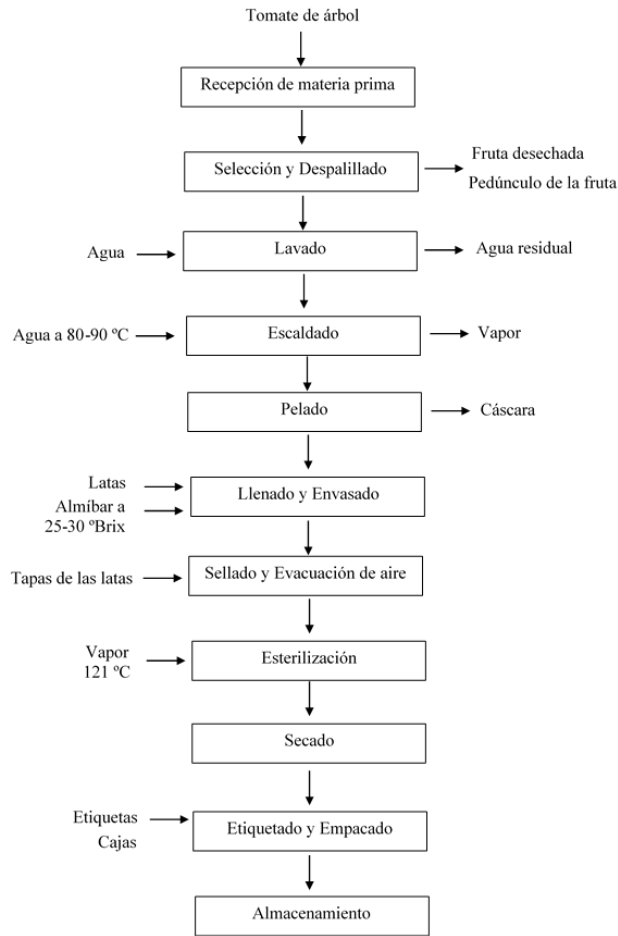 Tomate de árbol
Recepción de materia prima
Selección y Despalillado
Fruta desechada
Pedúnculo de la fruta
Agua
Lavado
Agua residual
Agua a 80-90 ºC
Escaldado
Vapor
Pelado
Cáscara
Latas
Almíbar a
25-30 ºBrix
Llenado y Envasado
Tapas de las latas
Sellado y Evacuación de aire
Vapor
121 ºC
Esterilización
Secado
Etiquetas
Cajas
Etiquetado y Empacado
Almacenamiento